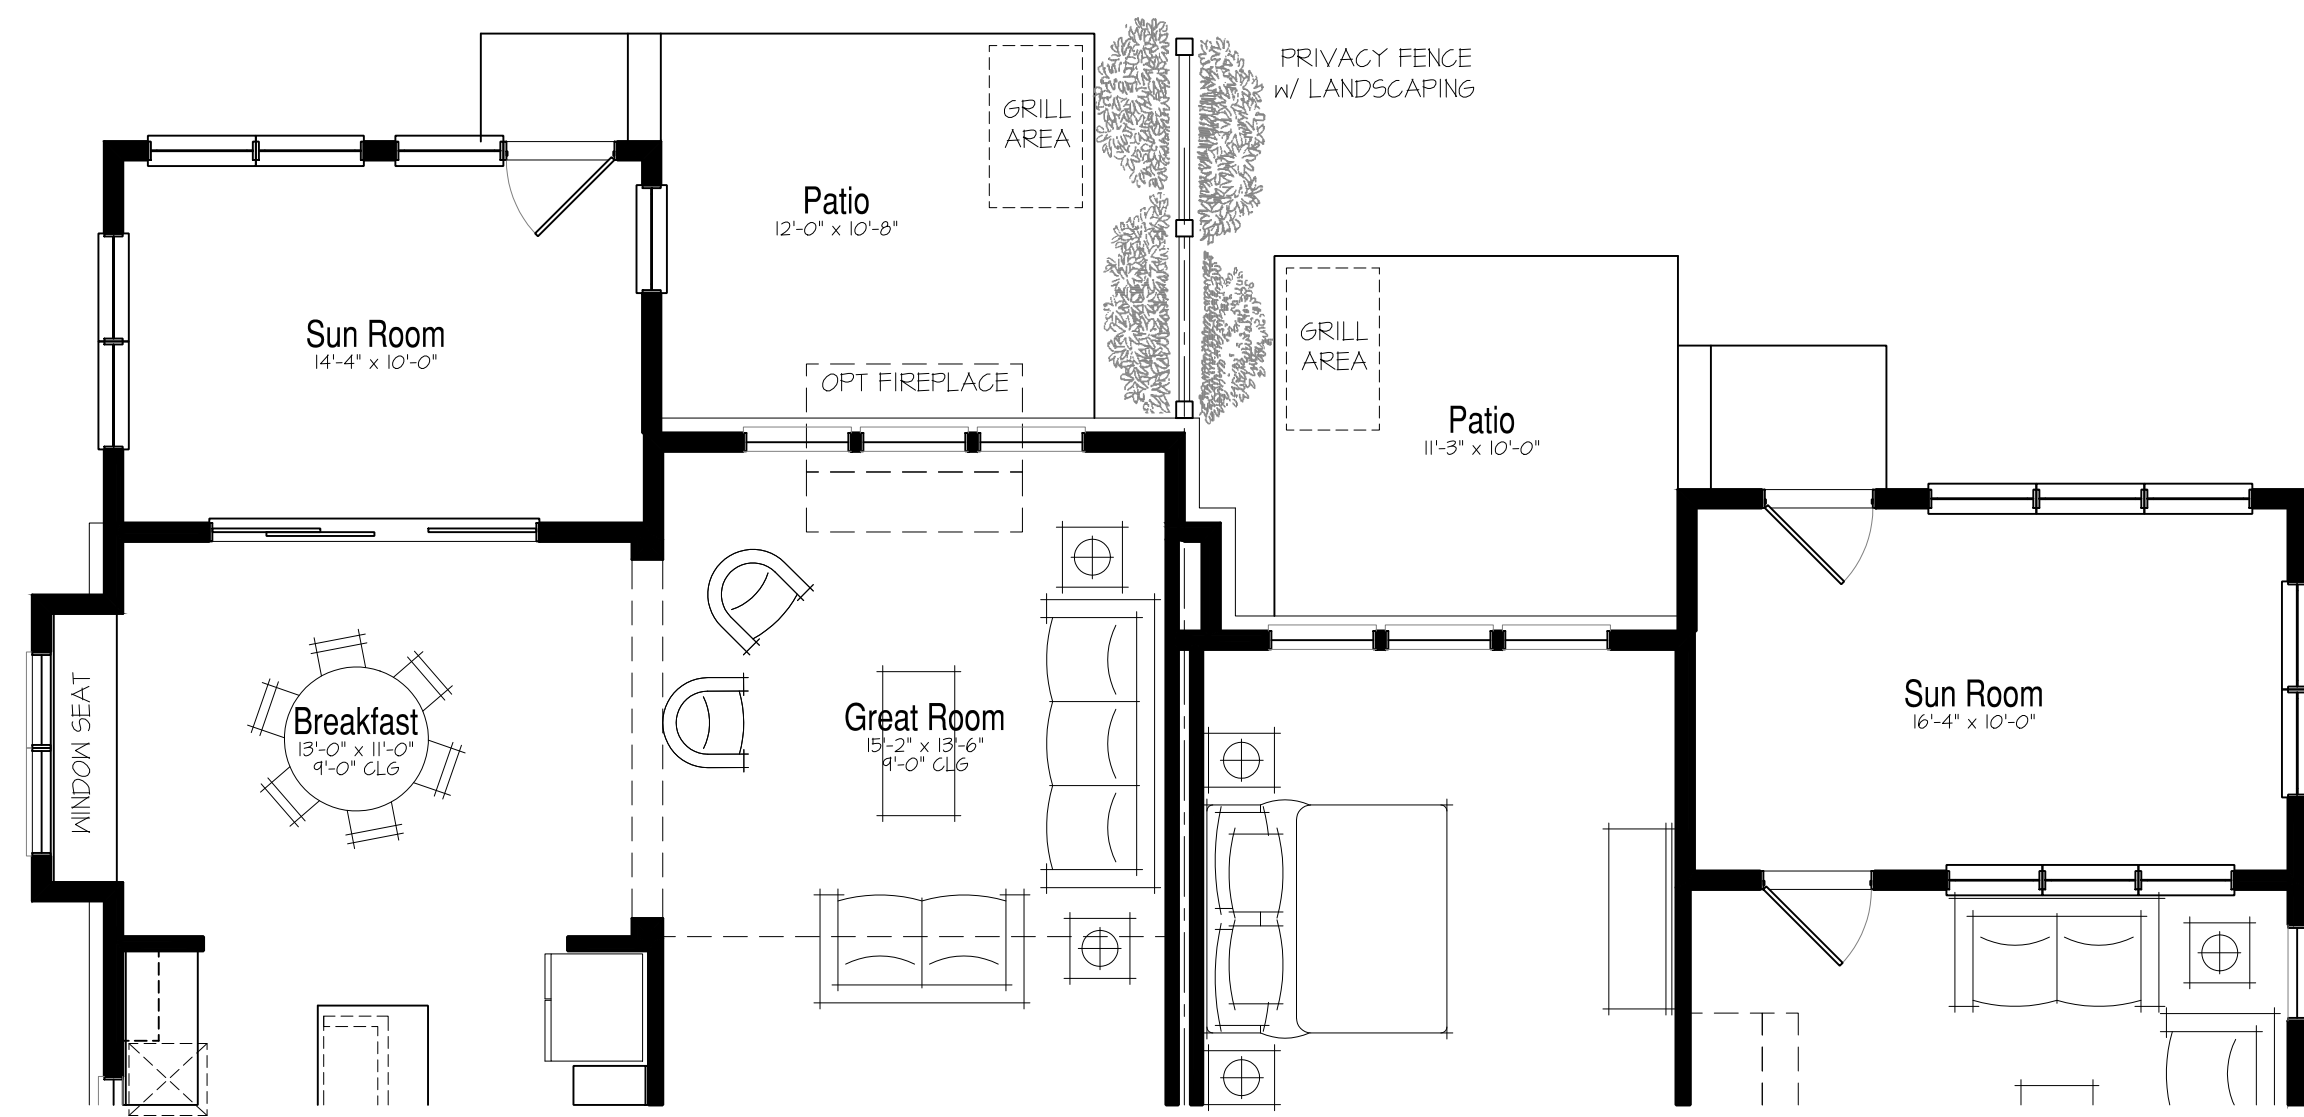 PRIVACY FENCE
w/ LANDSCAPING
GRILL
AREA
Patio
12'-0" x 10'-8"
Sun Room
14'-4" x 10'-0"
OPT FIREPLACE
GRILL
AREA
Patio
11'-3" x 10'-0"
WINDOW SEAT
Breakfast
13'-0" x 11'-0"
9'-0" CLG
Great Room
15'-2" x 13'-6"
9'-0" CLG
Sun Room
16'-4" x 10'-0"